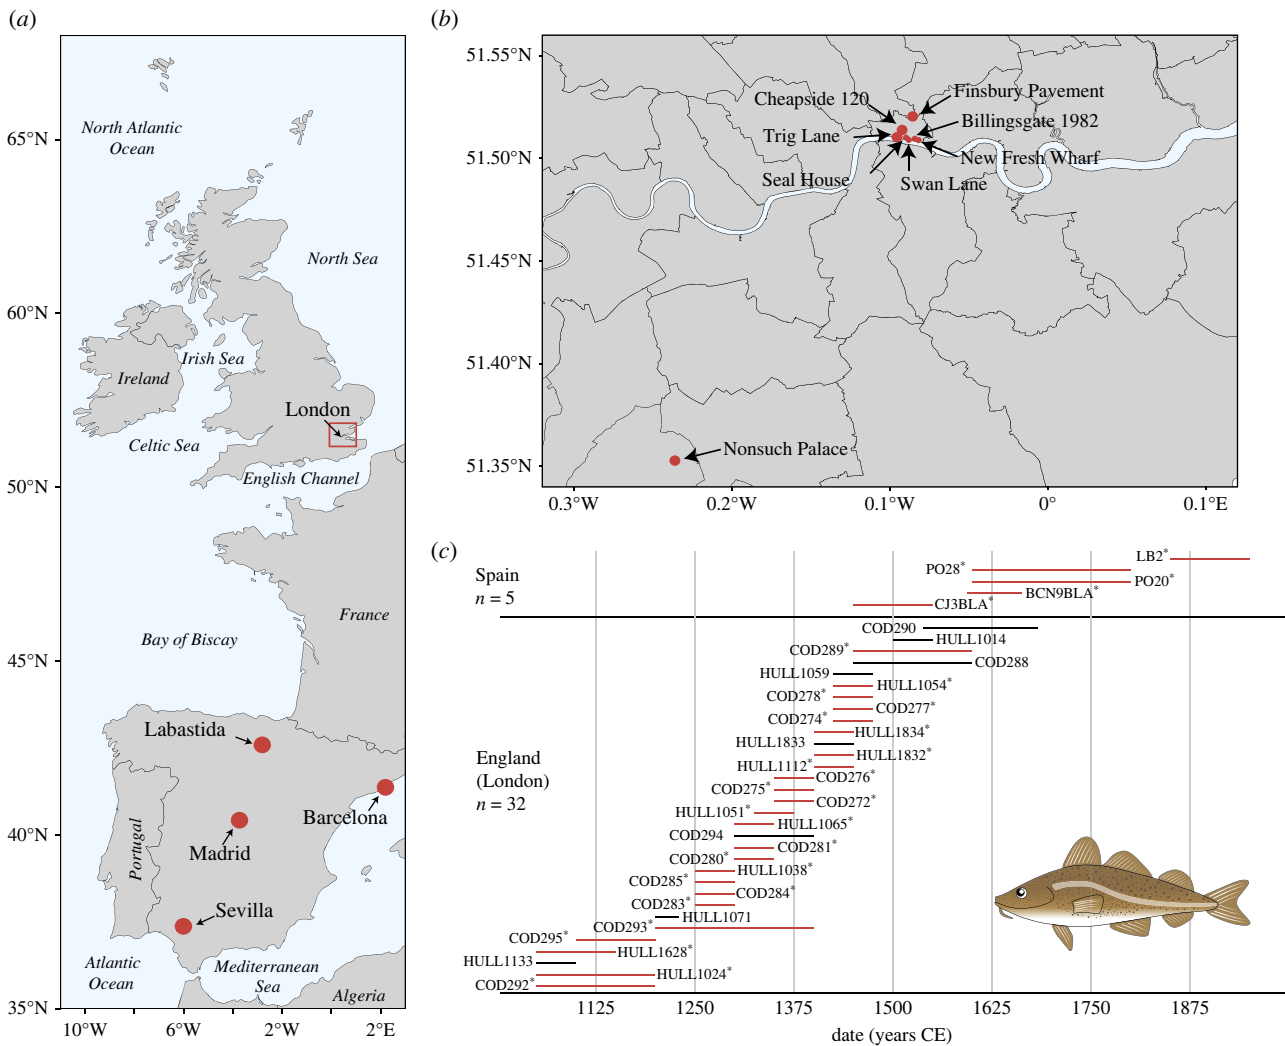 (a)
65°N
60°N
50°N
45°N
40°N
35°N
10°W
6°W
2°W
2°E
North Atlantic
Ocean
North Sea
Irish Sea
Ireland
London
Celtic Sea
English Channel
France
Bay of Biscay
Labastida
Barcelona
Madrid
Portugal
Sevilla
Atlantic
Ocean
Mediterranean
Sea
Algeria
(b)
51.55°N
51.50°N
51.45°N
51.40°N
51.35°N
0.3°W
0.2°W
0.1°W
0°
0.1°E
Cheapside 120
Finsbury Pavement
Trig Lane
Billingsgate 1982
New Fresh Wharf
Seal House
Swan Lane
Nonsuch Palace
(c)
Spain
n = 5
LB2*
PO28*
PO20*
BCN9BLA*
CJ3BLA*
England
(London)
n = 32
COD290
HULL1014
COD289*
COD288
HULL1059
HULL1054*
COD278*
COD277*
COD274*
HULL1834*
HULL1833
HULL1832*
HULL1112*
COD276*
COD275*
COD272*
HULL1051*
HULL1065*
COD294
COD281*
COD280*
HULL1038*
COD285*
COD284*
COD283*
HULL1071
COD293*
COD295*
HULL1628*
HULL1133
HULL1024*
COD292*
1125
1250
1375
1500
1625
1750
1875
date (years CE)